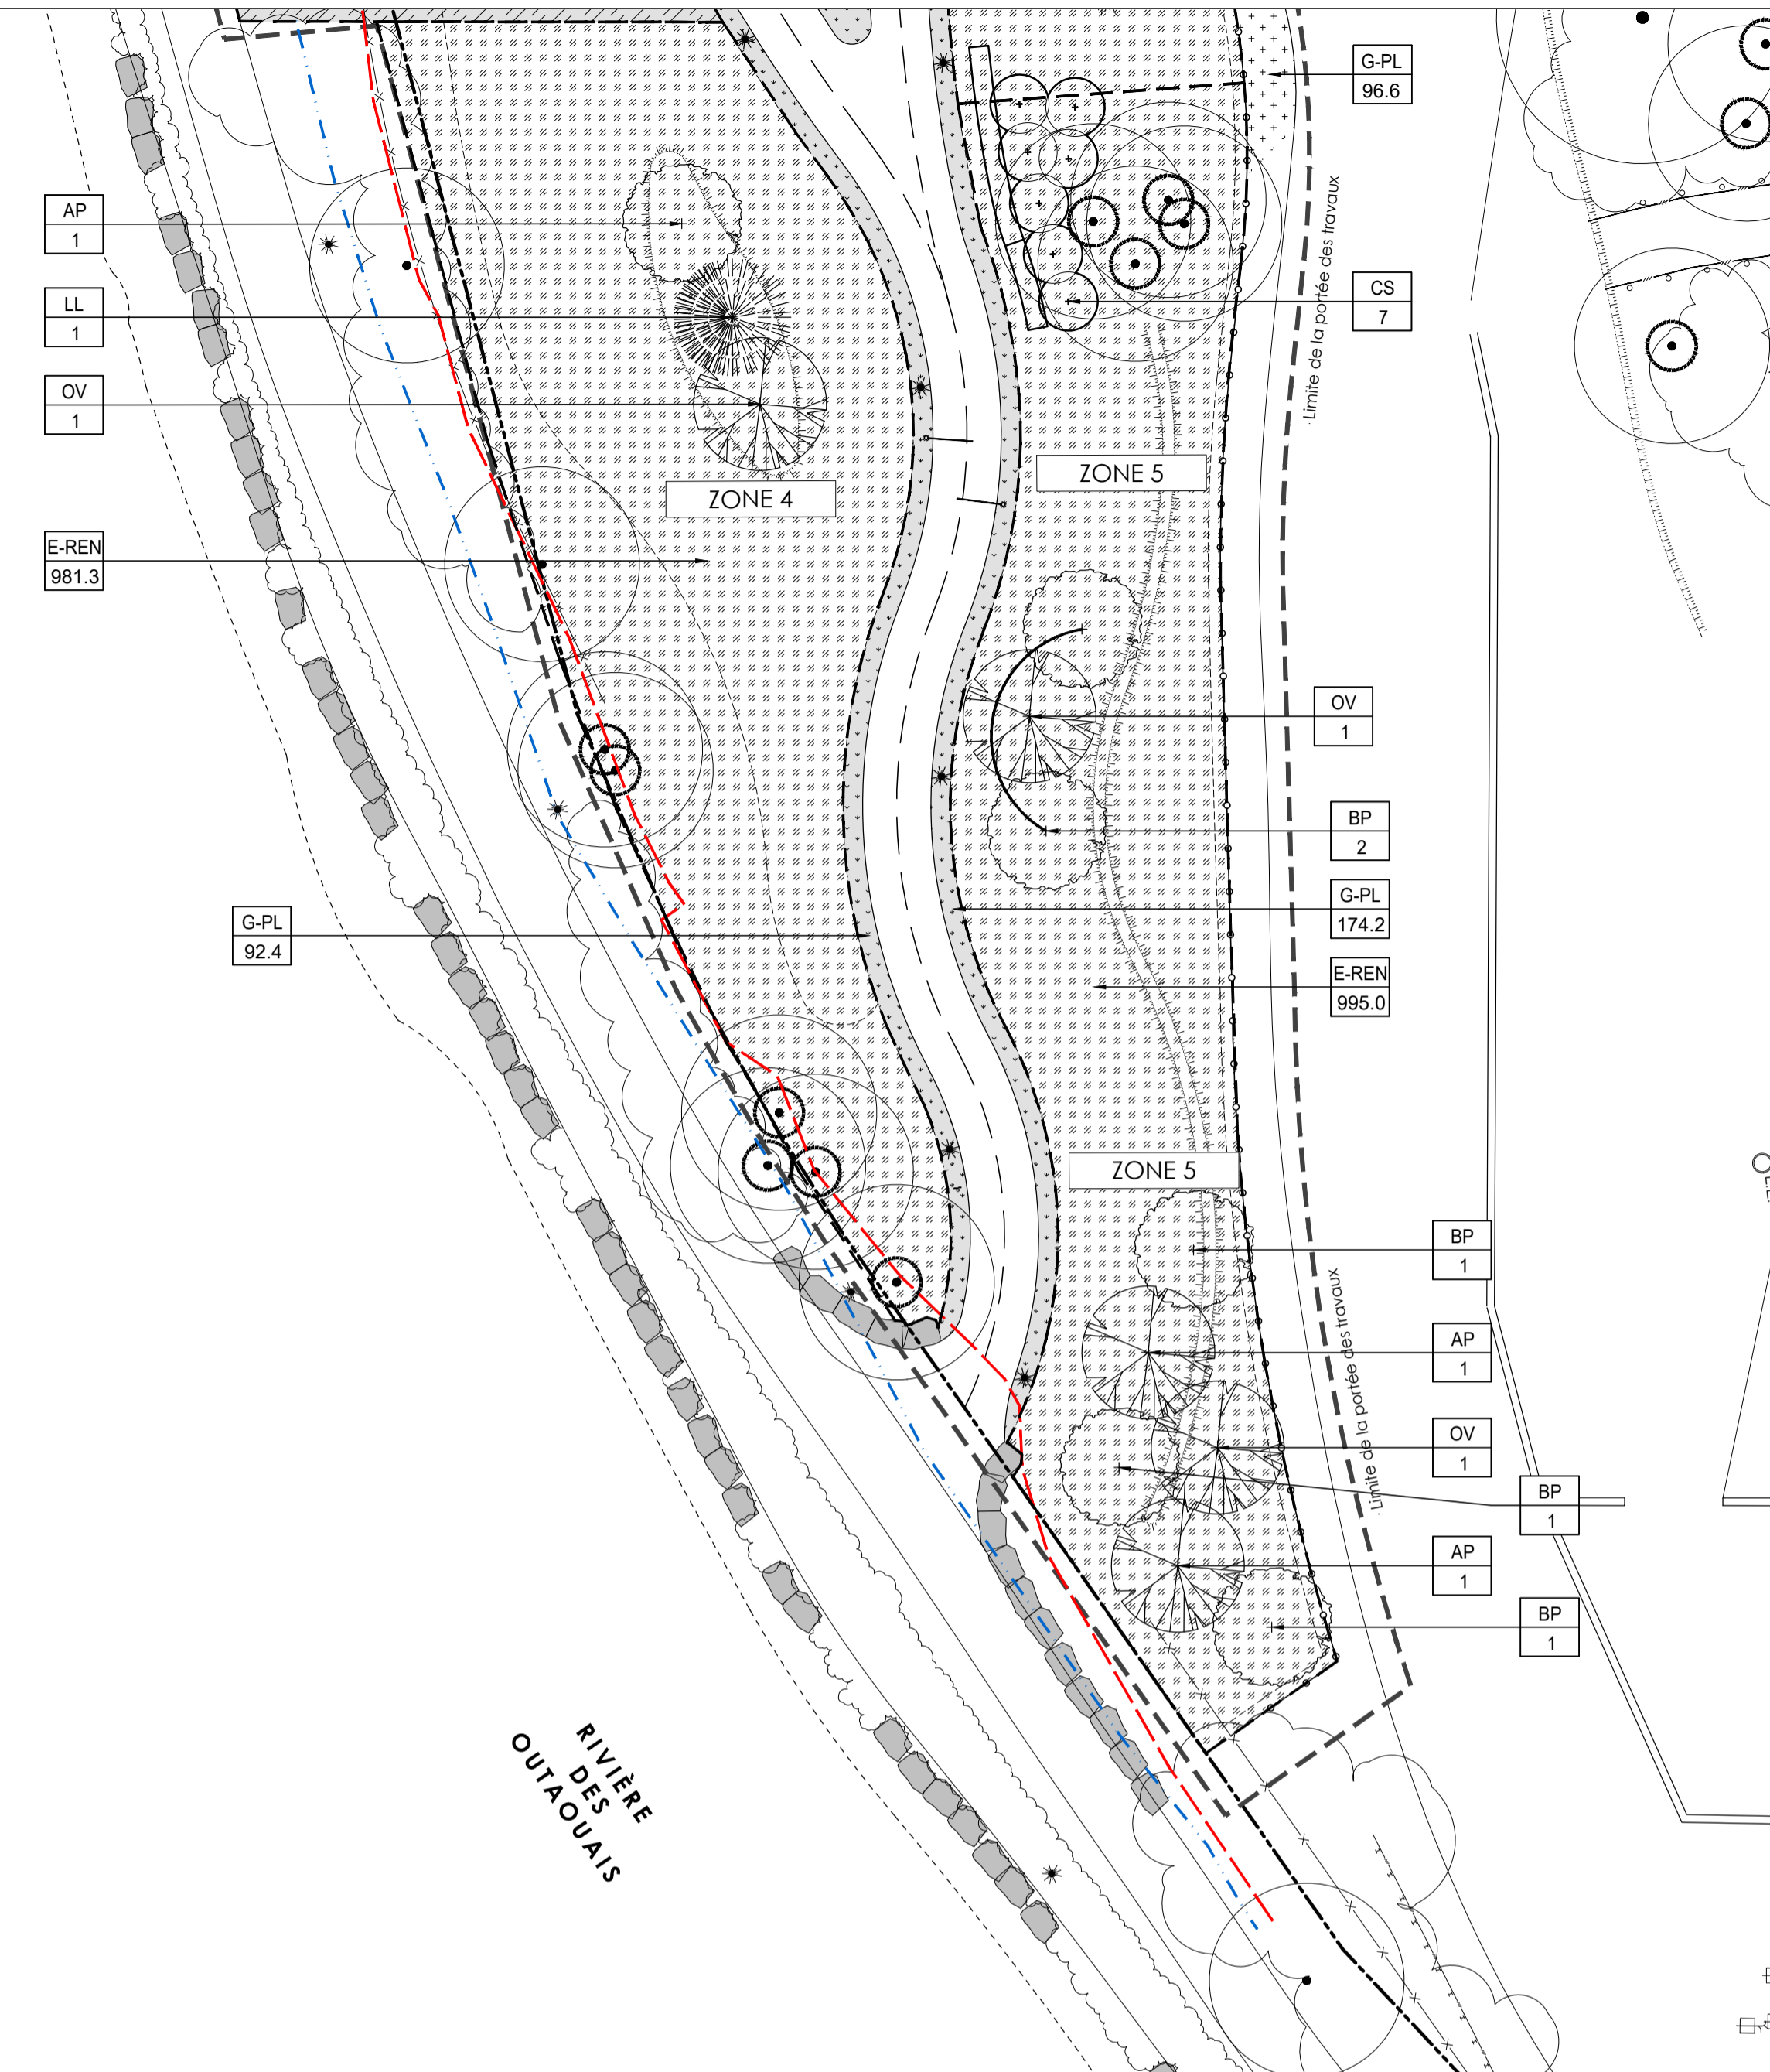 G-PL
96.6
AP
1
LL
1
CS
7
OV
1
Limite de la portée des travaux
ZONE 5
ZONE 4
E-REN
981.3
OV
1
BP
2
G-PL
174.2
G-PL
92.4
E-REN
995.0
ZONE 5
BP
1
AP
1
Limite de la portée des travaux
OV
1
BP
1
AP
1
BP
1
RIVIÈRE
DES
OUTAOUAIS